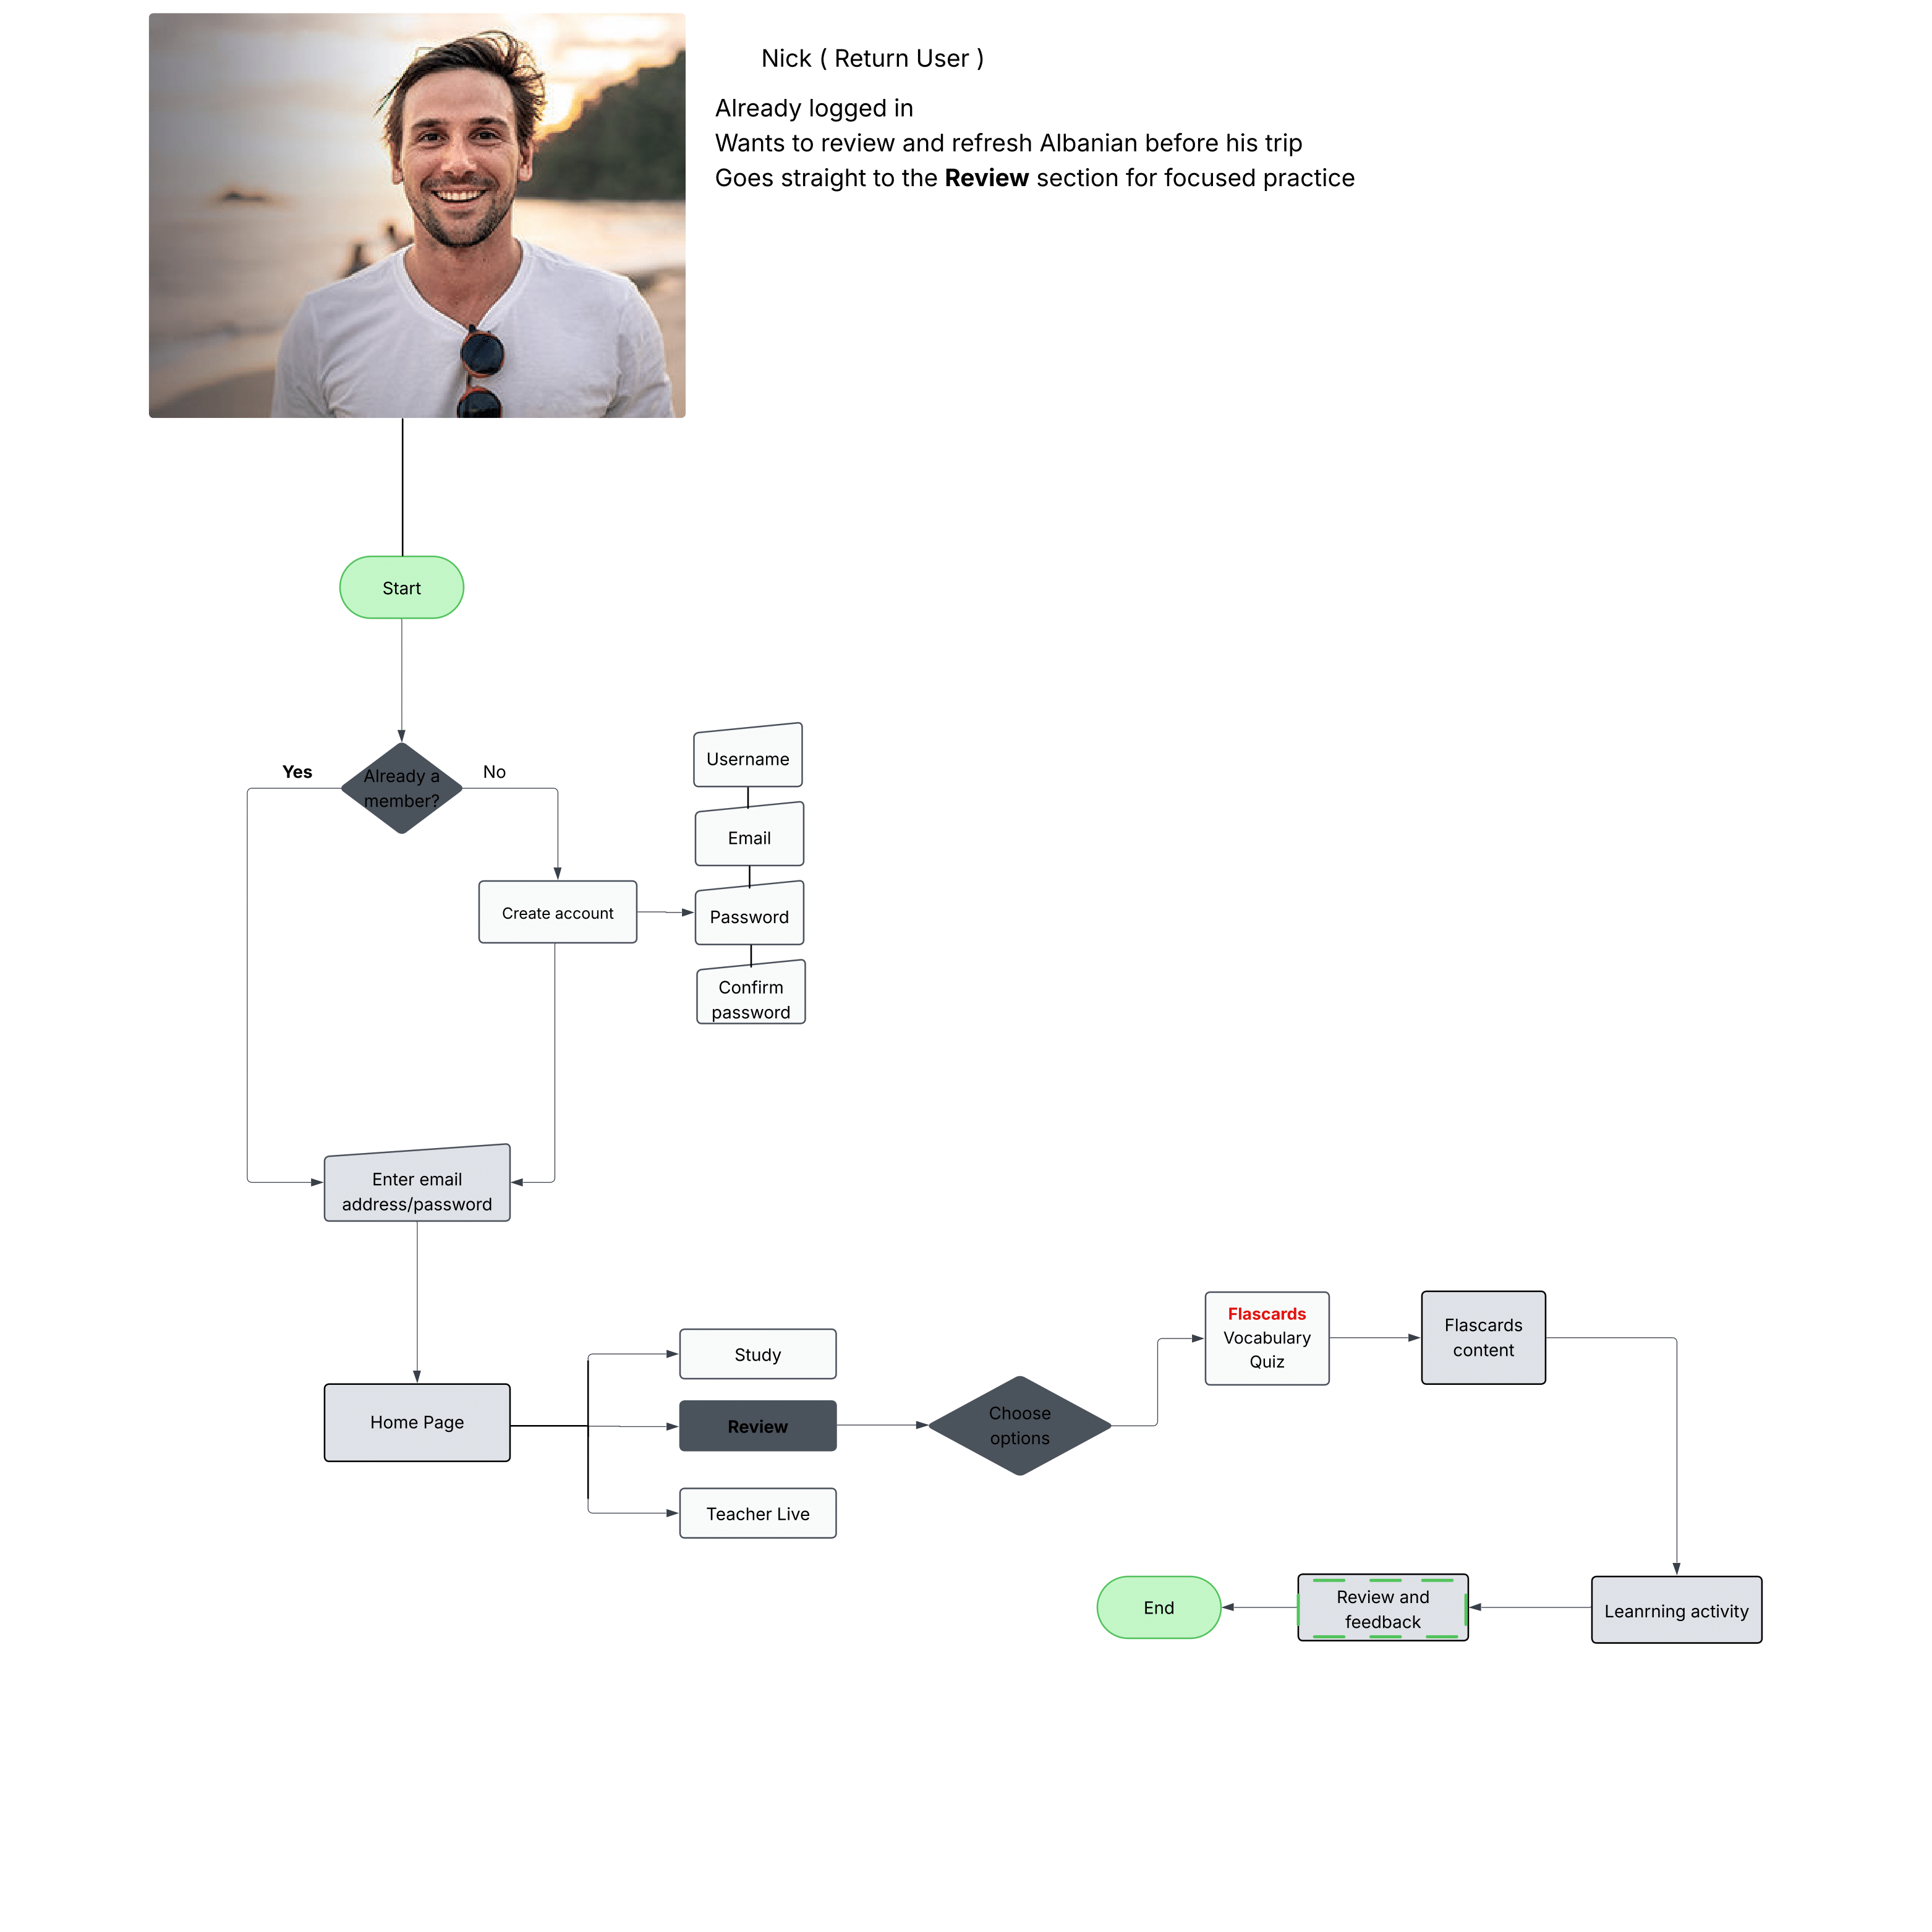 Nick ( Return User )
Already logged in
Wants to review and refresh Albanian before his trip
Goes straight to the Review section for focused practice
Start
Yes
Already a
member?
No
Username
Email
Create account
Password
Confirm
password
Enter email
address/password
Home Page
Study
Review
Teacher Live
Choose
options
Flascards
Vocabulary
Quiz
Flascards
content
Leanrning activity
Review and
feedback
End